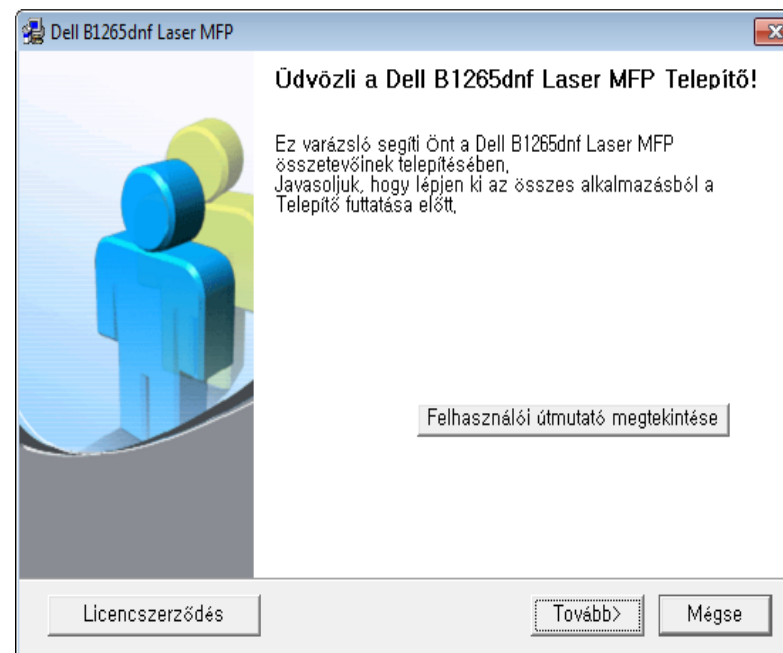 Dell B1265dnf Laser MFP
Üdvözli a Dell B1265dnf Laser MFP Telepítő!
Ez varázsló segíti Önt a Dell B1265dnf Laser MFP
összetevőinek telepítésében,
Javasoljuk, hogy lépjen ki az összes alkalmazásból a
Telepítő futtatása előtt,
Felhasználói útmutató megtekintése
Licencszerződés
Tovább>
Mégse